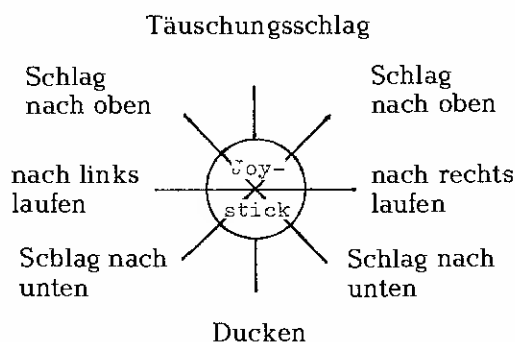 Täuschungsschlag
Schlag
nach oben
Schlag
nach oben
Joy-
stick
nach links
laufen
nach rechts
laufen
Scblag nach
unten
Schlag nach
unten
Ducken